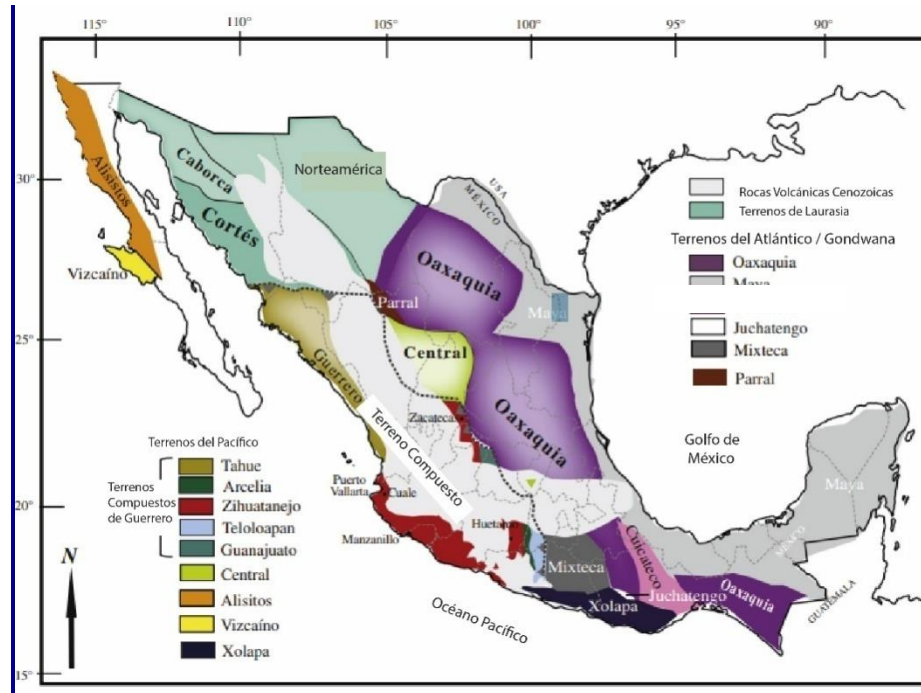 115°
110°
105°
100°
95°
90°
30°
25°
20°
15°
Alisistos
Vizcaíno
Caborca
Cortés
Norteamérica
USA
MÉXICO
Oaxaquia
Parral
Maya
Central
Guerrero
Terreno Compuesto
Zacatecas
Oaxaquia
Puerto
Vallarta
Cuale
Manzanillo
Mixteca
Cuicateco
Juchatengo
Xolapa
Oaxaquia
MÉXICO
GUATEMALA
Maya
Golfo de
México
Océano Pacífico
Rocas Volcánicas Cenozoicas
Terrenos de Laurasia
Terrenos del Atlántico / Gondwana
Oaxaquia
Maya
Juchatengo
Mixteca
Parral
Terrenos del Pacífico
Terrenos
Compuestos
de Guerrero
Tahue
Arcelia
Zihuatanejo
Teloloapan
Guanajuato
Central
Alisitos
Vizcaíno
Xolapa
N